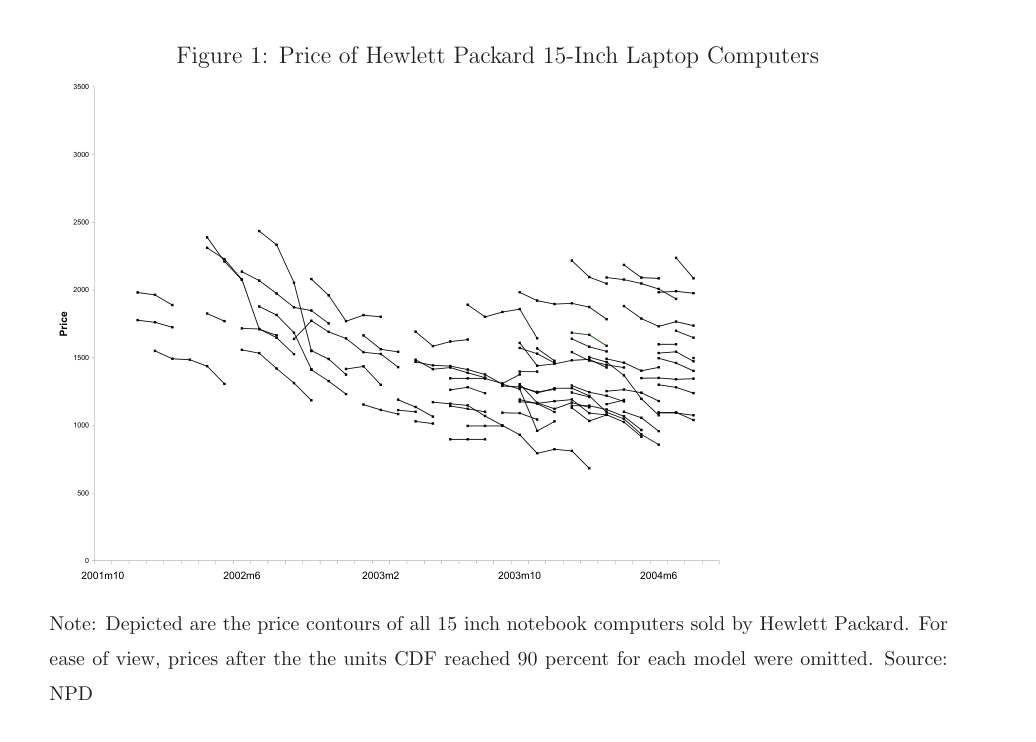 Figure 1: Price of Hewlett Packard 15-Inch Laptop Computers
3500
3000
2500
2000
1500
1000
500
0
Price
2001m10 2002m6 2003m2 2003m10 2004m6
Note: Depicted are the price contours of all 15 inch notebook computers sold by Hewlett Packard. For
ease of view, prices after the the units CDF reached 90 percent for each model were omitted. Source:
NPD